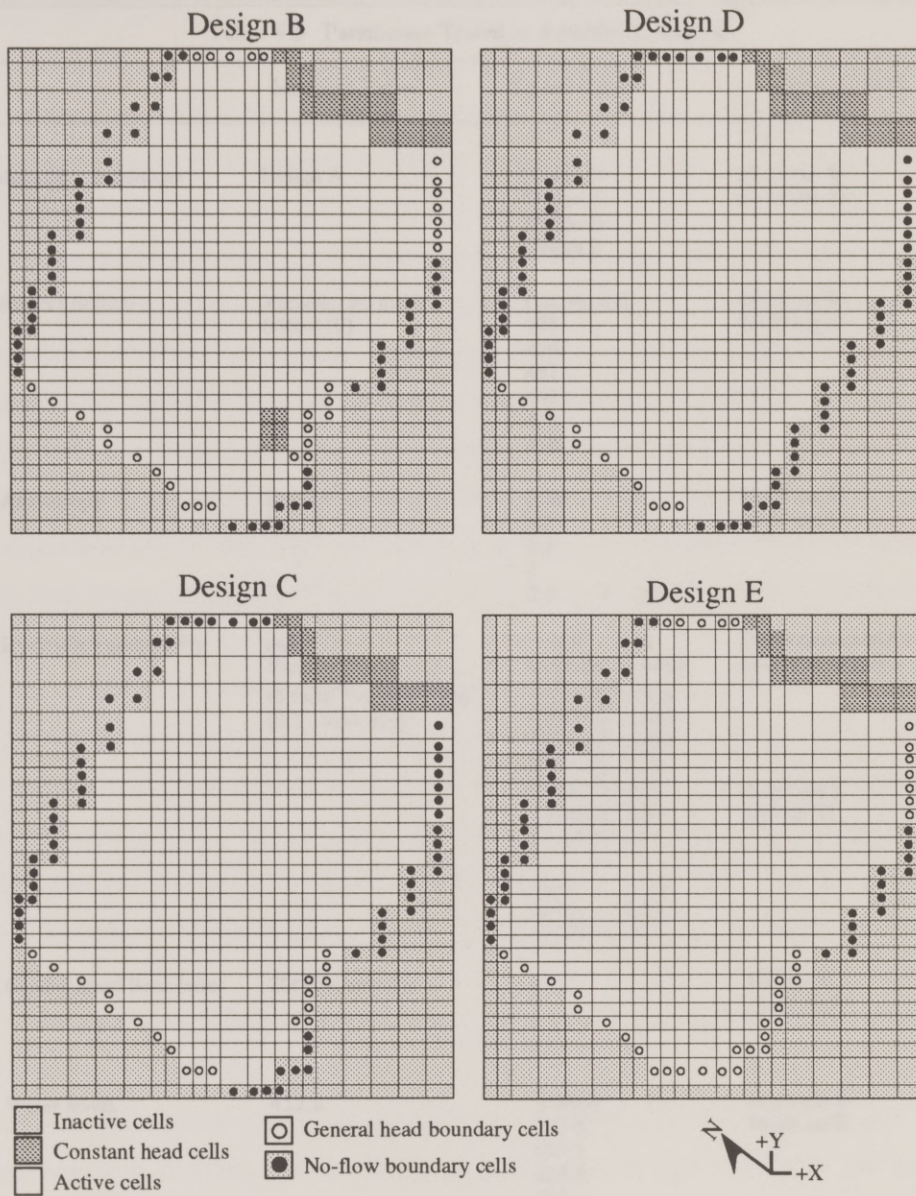 Design B
Design D
Design C
Design E
Inactive cells
Constant head cells
Active cells
General head boundary cells
No-flow boundary cells
N
+Y
+X